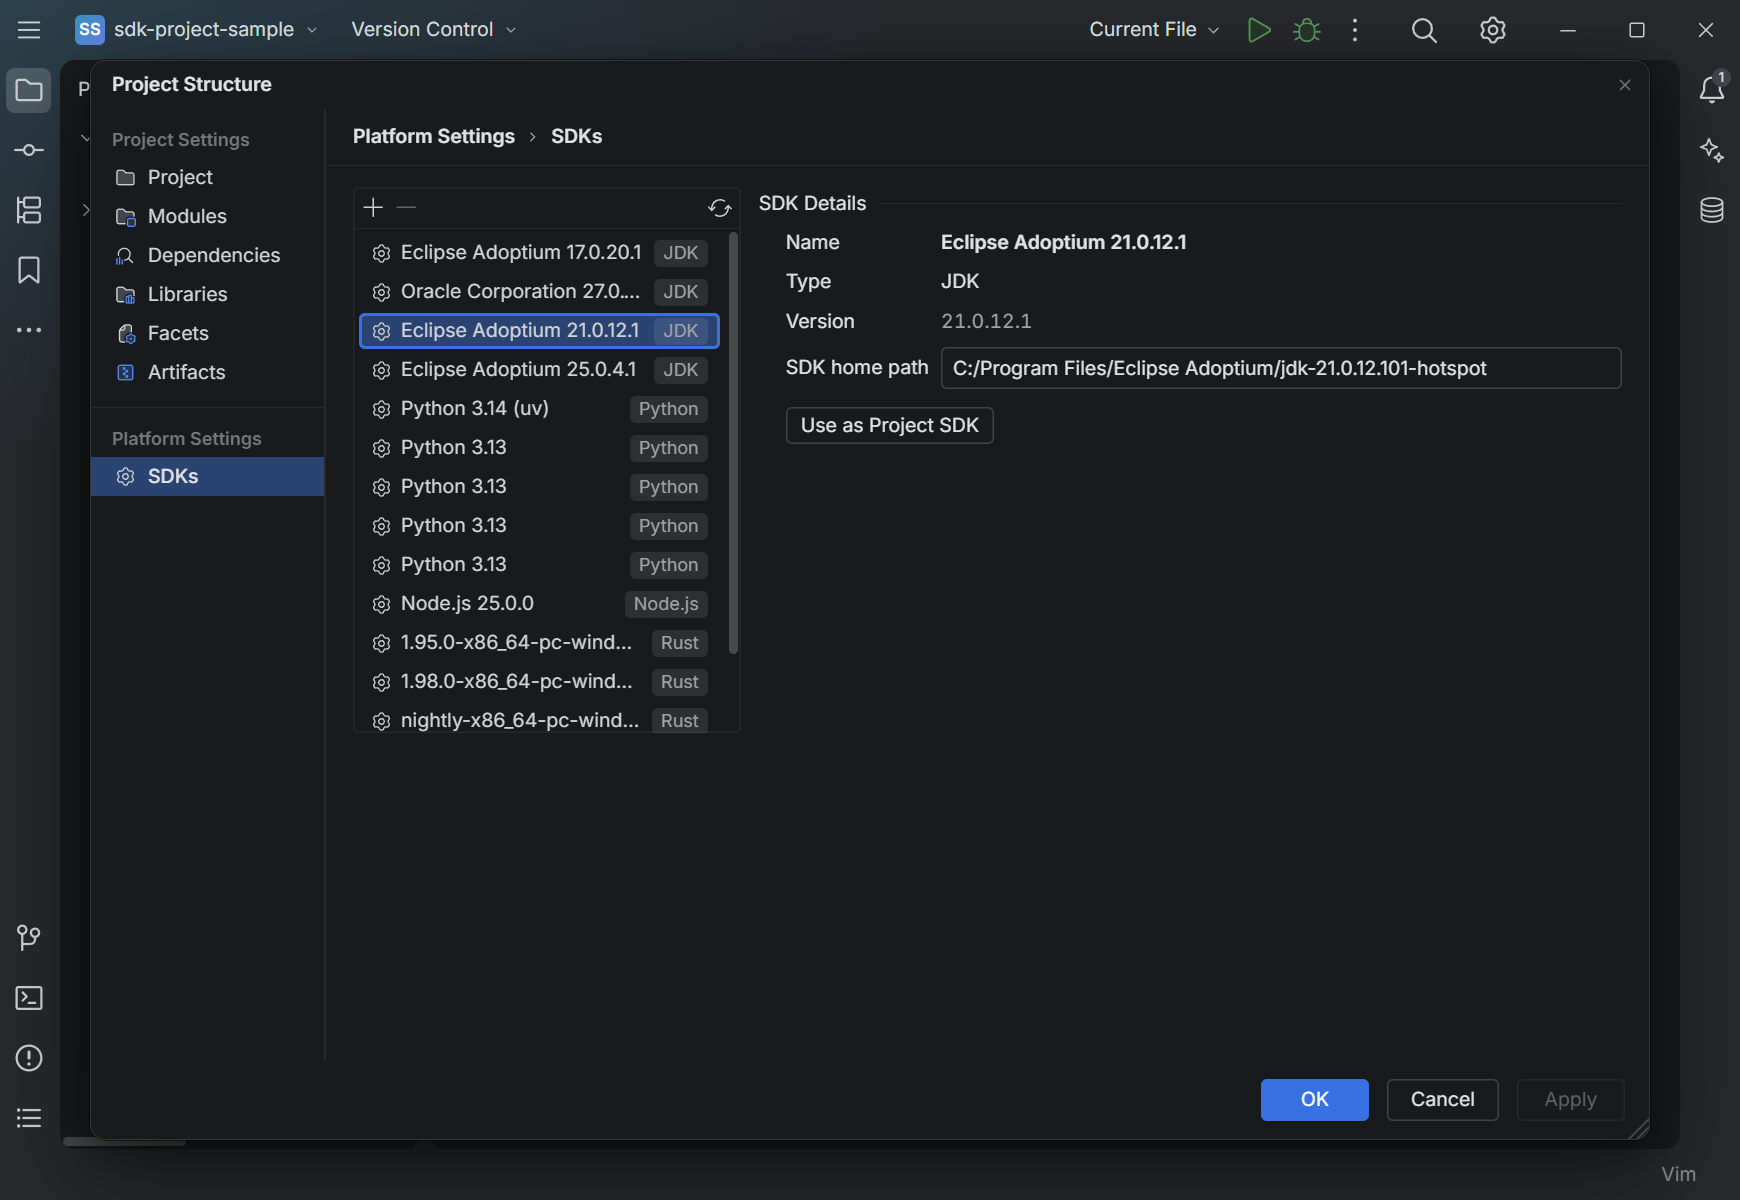 SS sdk-project-sample Version Control Current File
Project Structure
1
Project Settings
Project
Modules
Dependencies
Libraries
Facets
Artifacts
Platform Settings
SDKs
Platform Settings › SDKs
Eclipse Adoptium 17.0.20.1 JDK
Oracle Corporation 27.0.... JDK
Eclipse Adoptium 21.0.12.1 JDK
Eclipse Adoptium 25.0.4.1 JDK
Python 3.14 (uv) Python
Python 3.13 Python
Python 3.13 Python
Python 3.13 Python
Python 3.13 Python
Node.js 25.0.0 Node.js
1.95.0-x86_64-pc-wind... Rust
1.98.0-x86_64-pc-wind... Rust
nightly-x86_64-pc-wind... Rust
SDK Details
Name Eclipse Adoptium 21.0.12.1
Type JDK
Version 21.0.12.1
SDK home path C:/Program Files/Eclipse Adoptium/jdk-21.0.12.101-hotspot
Use as Project SDK
OK Cancel Apply
Vim